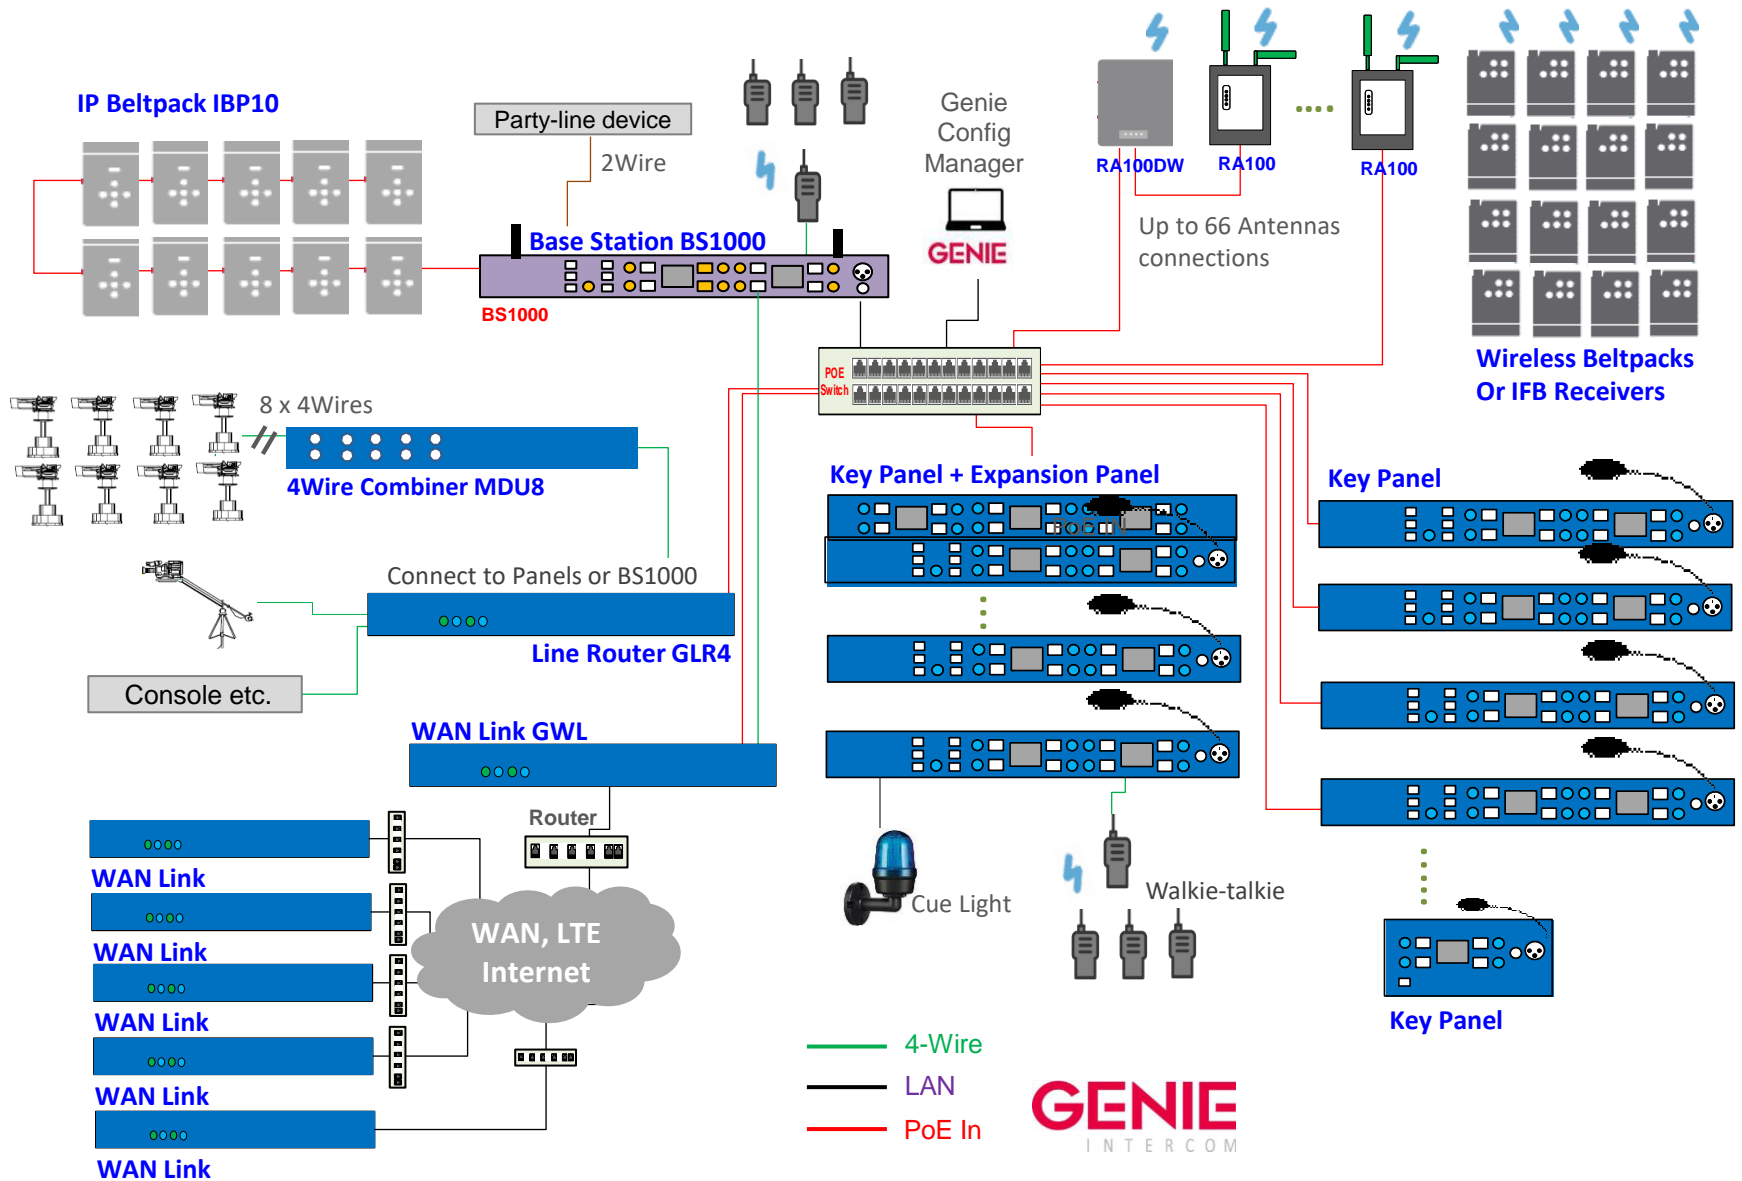 IP Beltpack IBP10
Party-line device
2Wire
Genie
Config
Manager
GENIE
RA100DW
RA100
RA100
Up to 66 Antennas
connections
Base Station BS1000
BS1000
Wireless Beltpacks
Or IFB Receivers
POE
Switch
8 x 4Wires
4Wire Combiner MDU8
Key Panel + Expansion Panel
POE IN
Key Panel
Connect to Panels or BS1000
Line Router GLR4
Console etc.
WAN Link GWL
Router
WAN Link
WAN Link
WAN Link
WAN Link
WAN Link
WAN, LTE
Internet
Cue Light
Walkie-talkie
Key Panel
4-Wire
LAN
PoE In
GENIE
INTERCOM